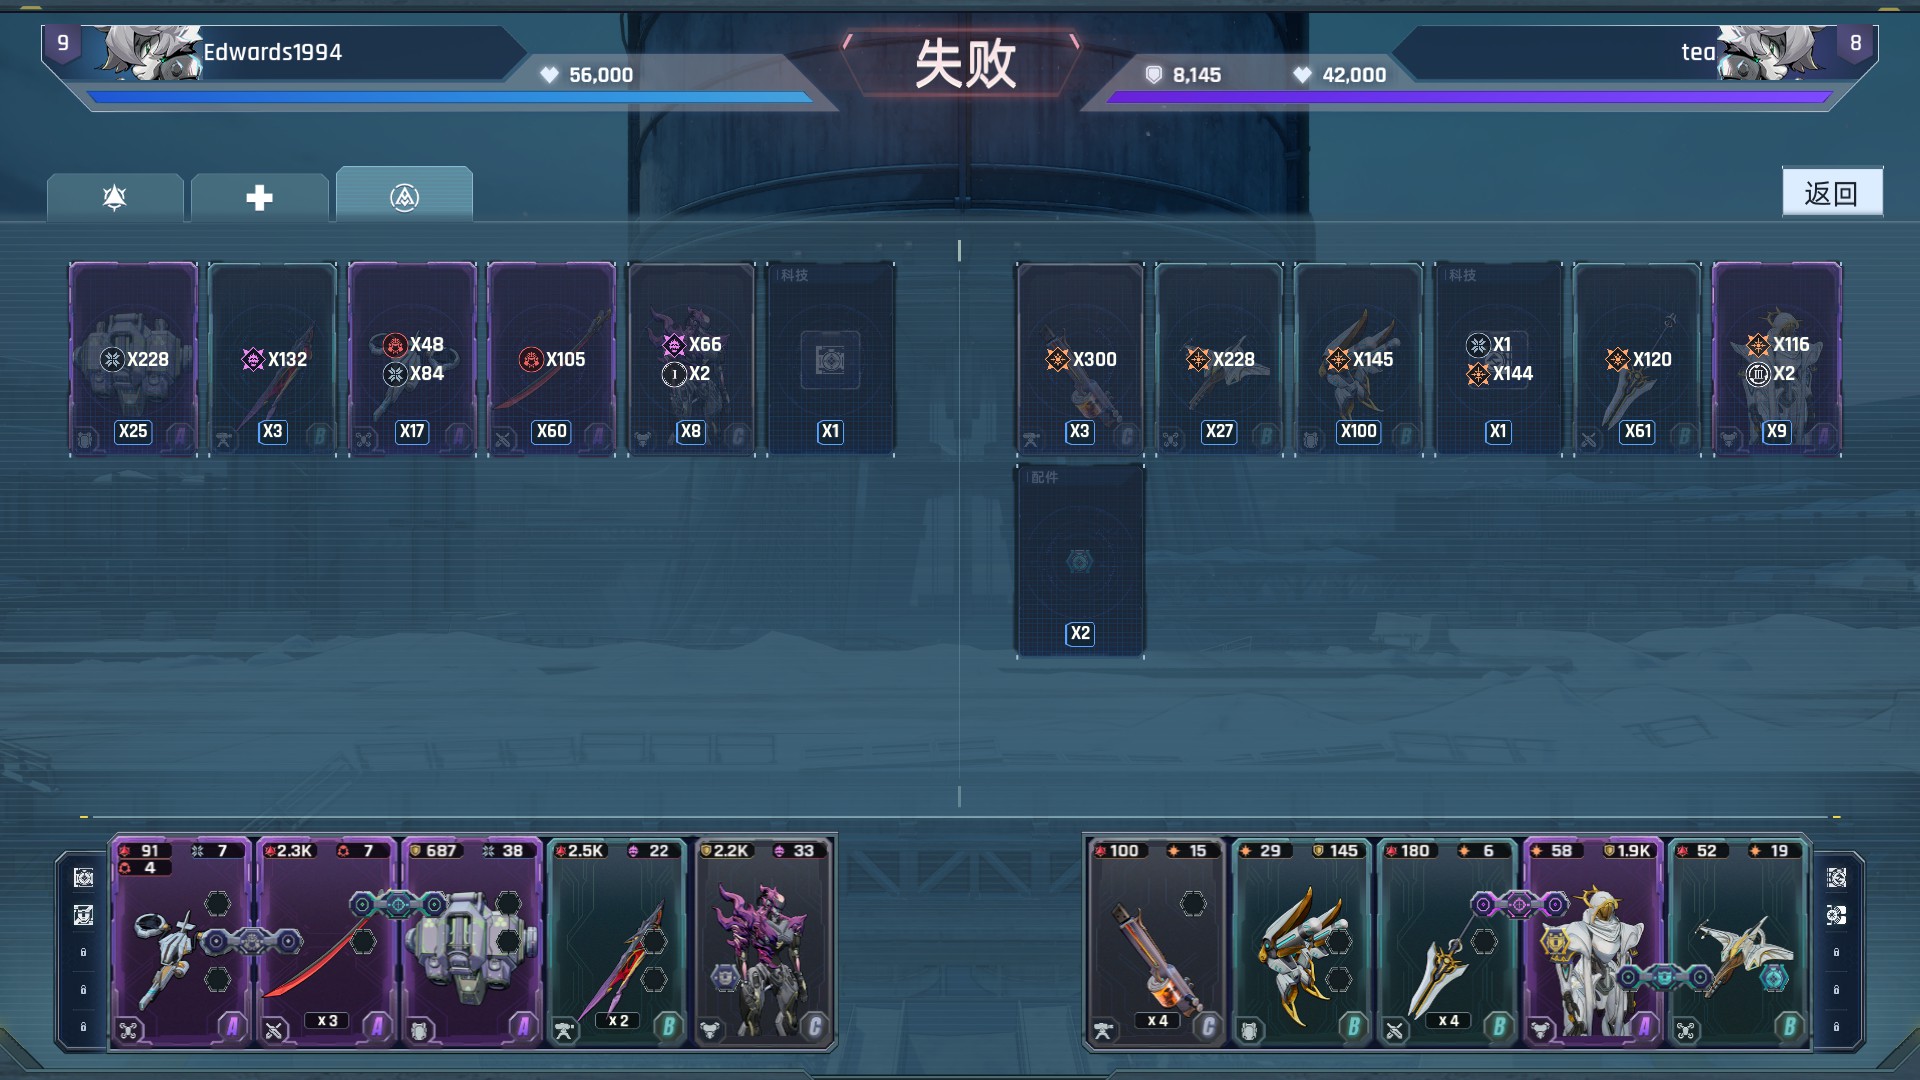 9
Edwards1994
56,000
失败
8,145
42,000
tea
8
返回
X228
X25
A
X132
X3
B
X48
X84
X17
A
X105
X60
A
X66
I X2
X8
C
科技
X1
X300
X3
C
X228
X27
B
X145
X100
B
科技
X1
X144
X1
X120
X61
B
X116
III X2
X9
A
配件
X2
91 7
4
A
2.3K 7
x3
A
687 38
A
2.5K 22
x2
B
2.2K 33
C
100 15
x4
C
29 145
B
180 6
x4
B
58 1.9K
A
52 19
B